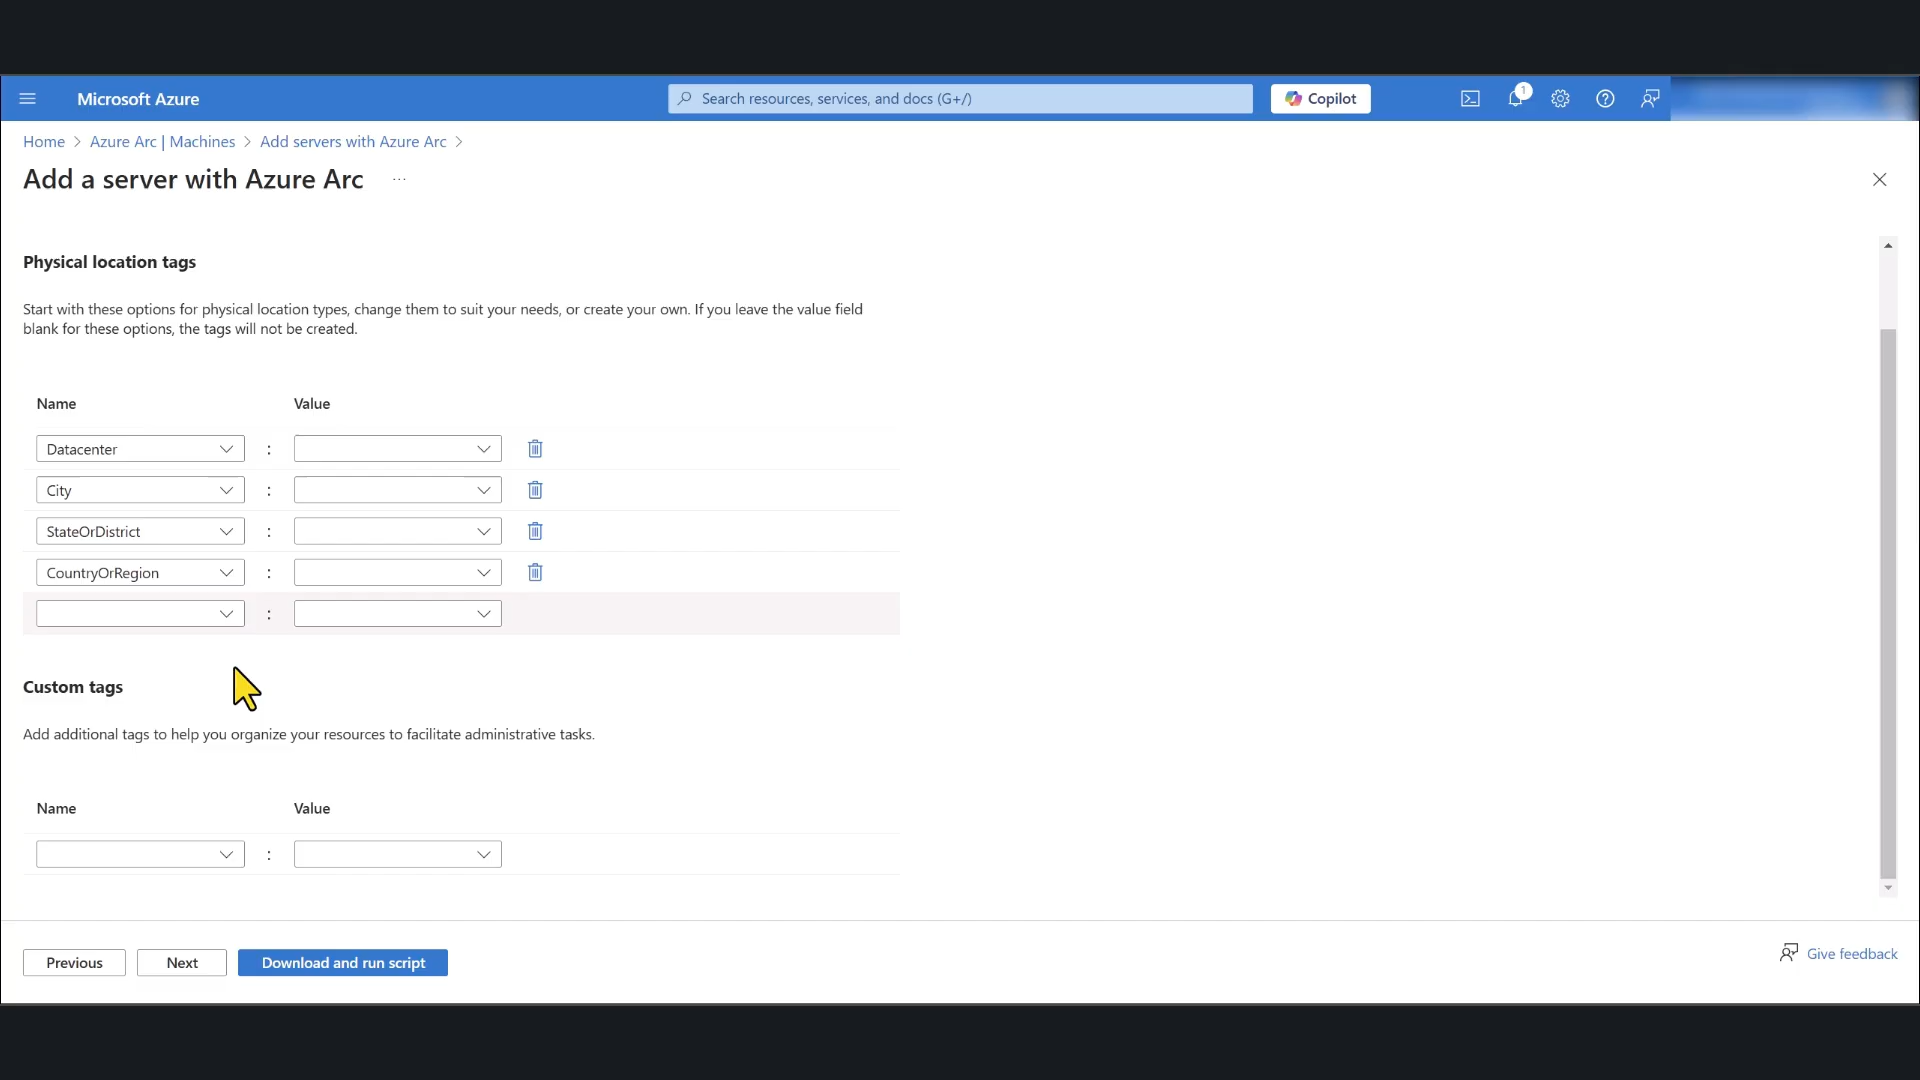 Microsoft Azure
Search resources, services, and docs (G+/)
Copilot
1
Home > Azure Arc | Machines > Add servers with Azure Arc >
Add a server with Azure Arc ...
Physical location tags
Start with these options for physical location types, change them to suit your needs, or create your own. If you leave the value field
blank for these options, the tags will not be created.
Name Value
Datacenter :
City :
StateOrDistrict :
CountryOrRegion :
:
Custom tags
Add additional tags to help you organize your resources to facilitate administrative tasks.
Name Value
:
Previous Next Download and run script
Give feedback